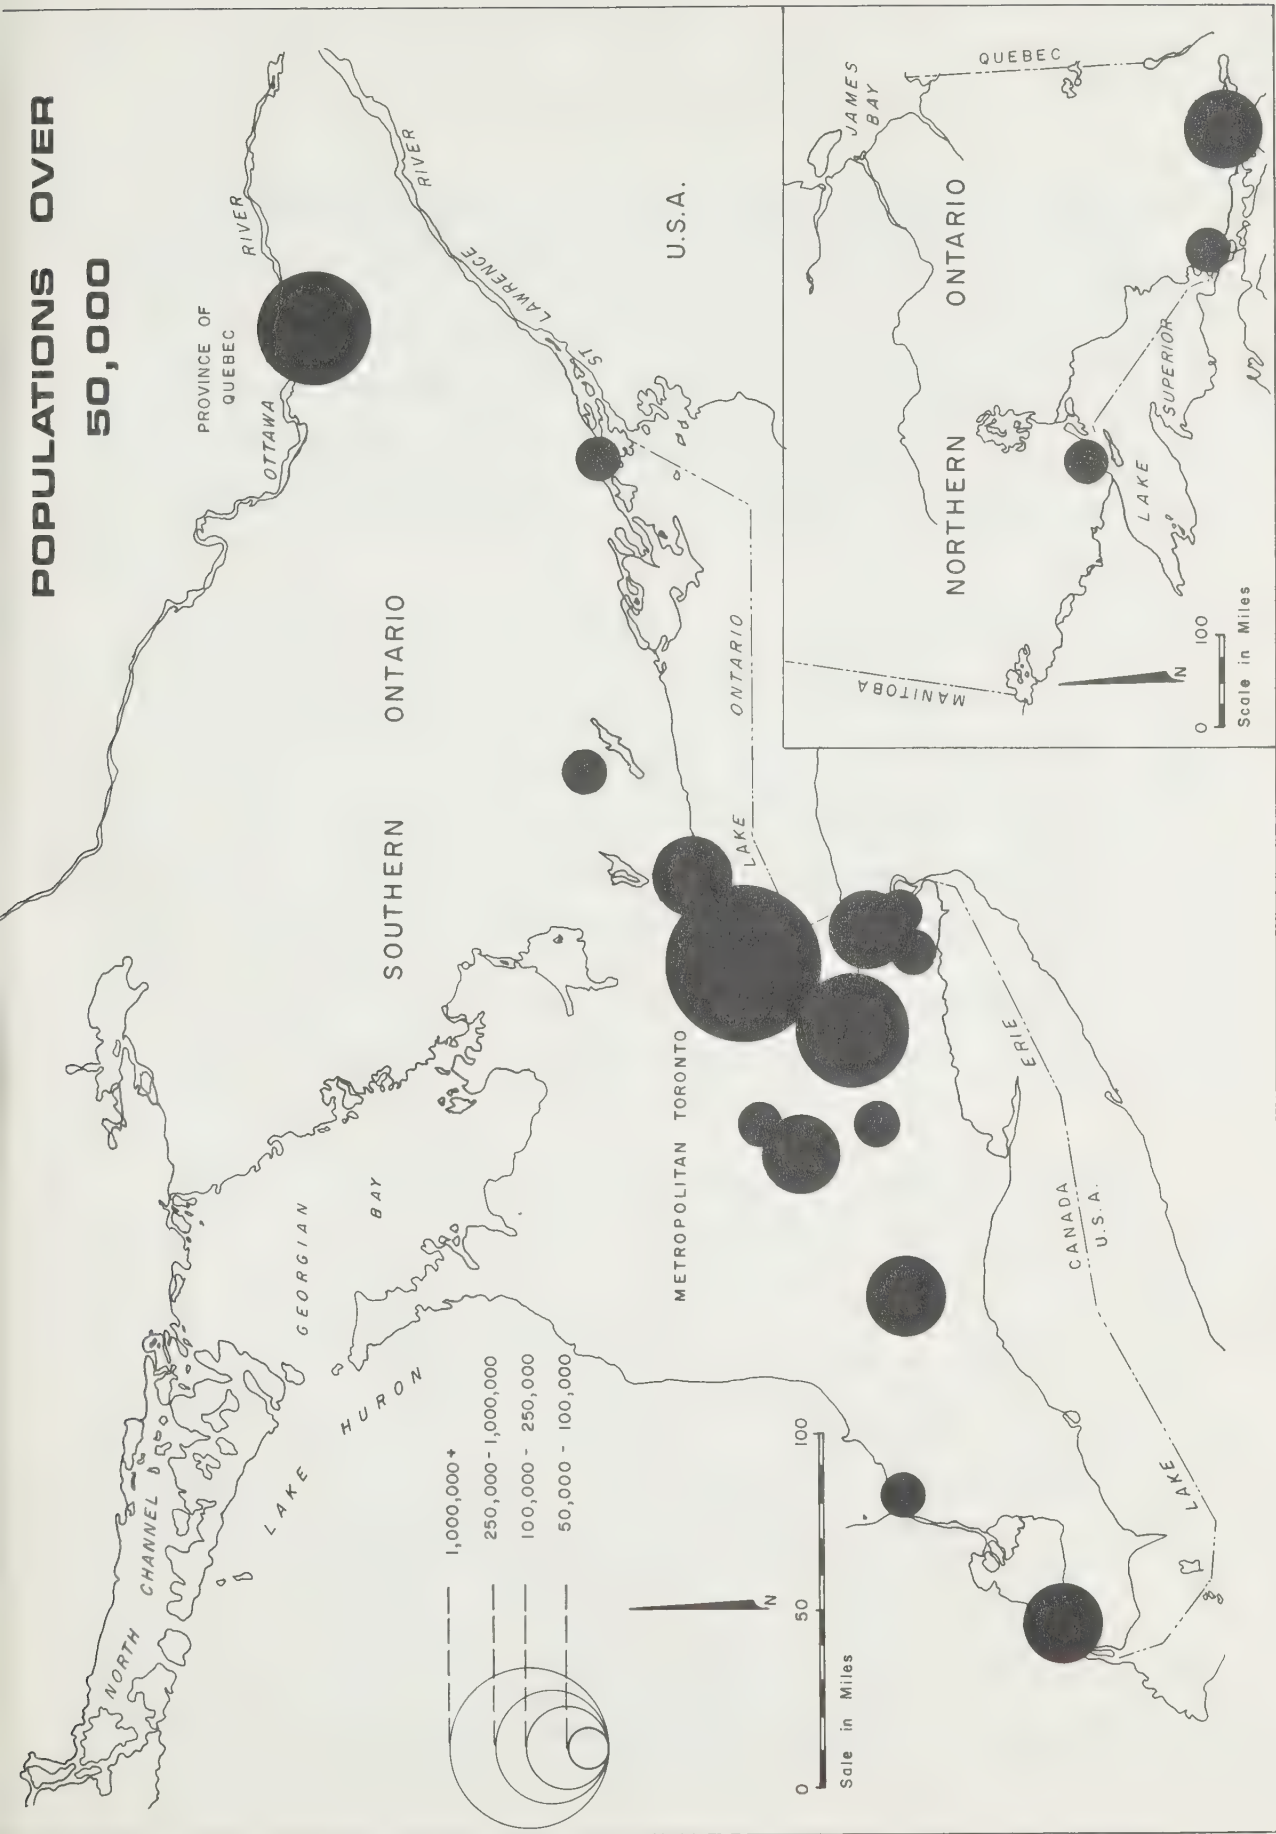 POPULATIONS OVER
50,000
RIVER
OTTAWA
PROVINCE OF
QUEBEC
RIVER
LAWRENCE
ST
U.S.A.
SOUTHERN ONTARIO
NORTH CHANNEL
GEORGIAN
BAY
LAKE HURON
METROPOLITAN TORONTO
LAKE ONTARIO
LAKE ERIE
CANADA
U.S.A.
1,000,000+
250,000-1,000,000
100,000- 250,000
50,000 - 100,000
N
0 50 100
Sale in Miles
JAMES
BAY
QUEBEC
NORTHERN ONTARIO
MANITOBA
LAKE SUPERIOR
N
0 100
Scale in Miles